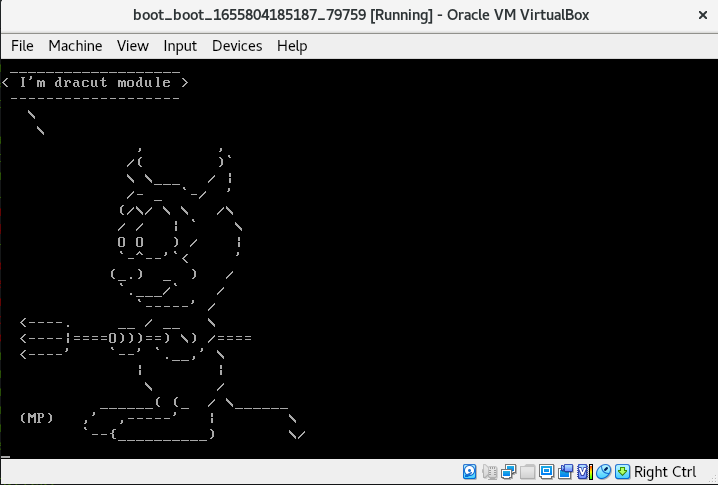 boot_boot_1655804185187_79759 [Running] - Oracle VM VirtualBox
File Machine View Input Devices Help
< I'm dracut module >
(MP)
Right Ctrl